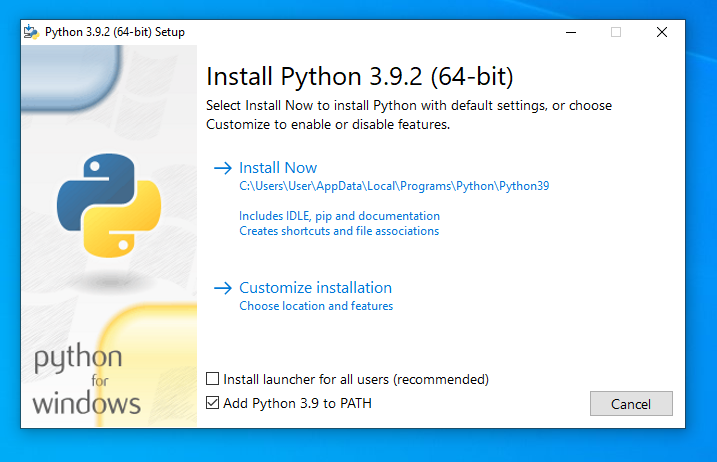 Python 3.9.2 (64-bit) Setup
Install Python 3.9.2 (64-bit)
Select Install Now to install Python with default settings, or choose
Customize to enable or disable features.
Install Now
C:\Users\User\AppData\Local\Programs\Python\Python39
Includes IDLE, pip and documentation
Creates shortcuts and file associations
Customize installation
Choose location and features
python
for
windows
Install launcher for all users (recommended)
Add Python 3.9 to PATH
Cancel